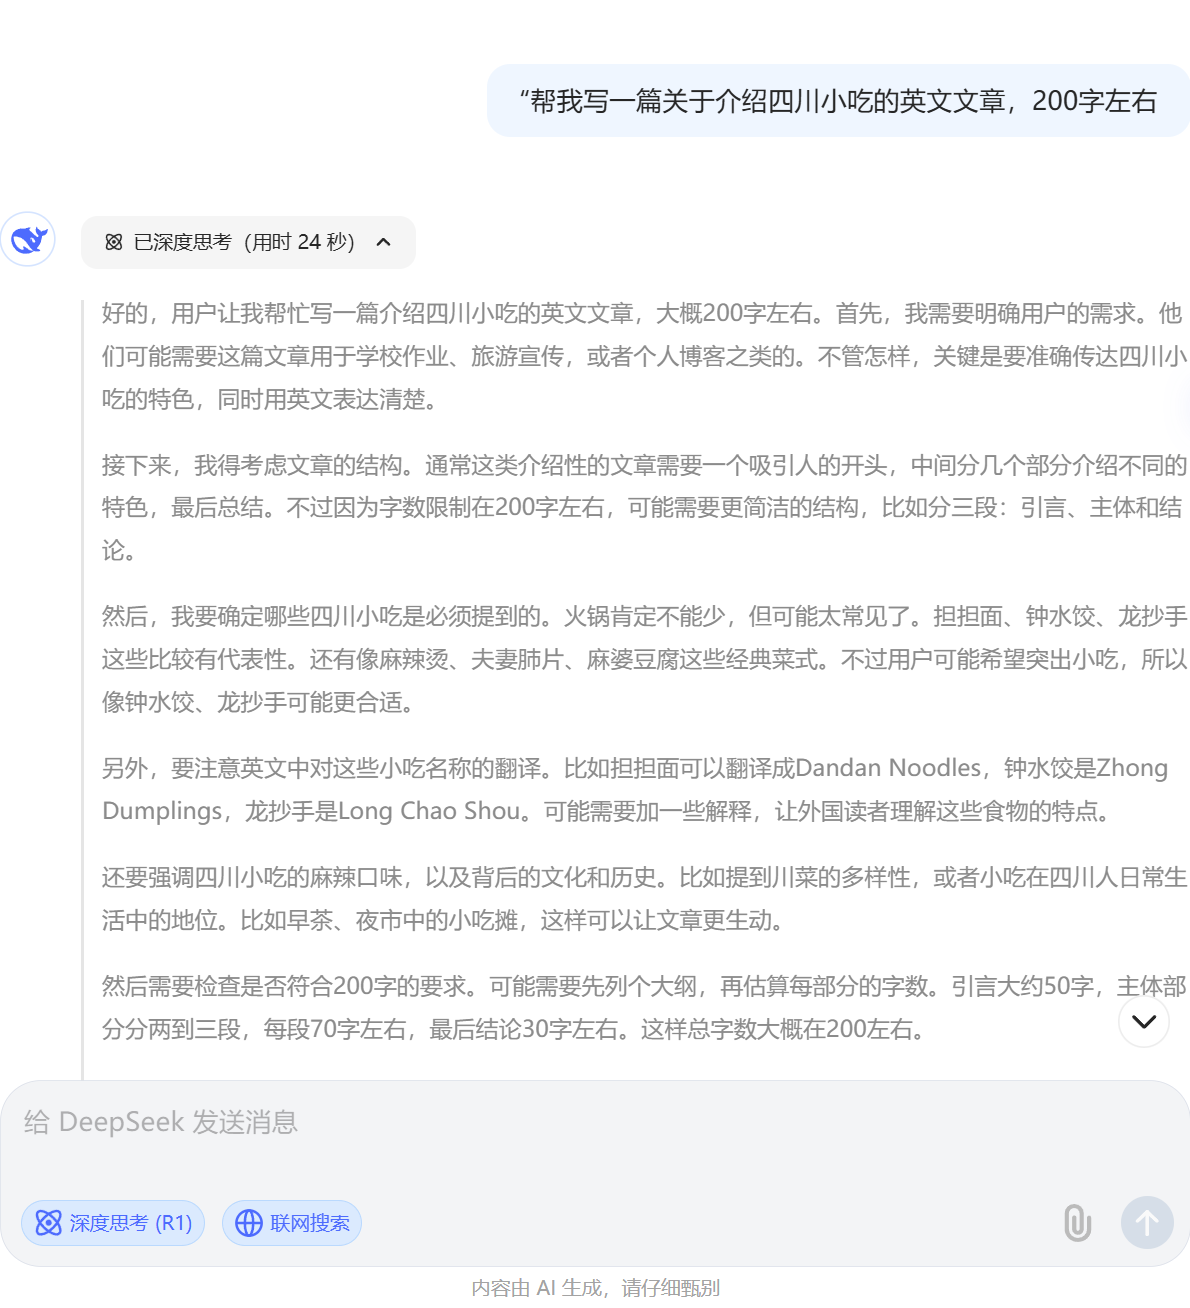 “帮我写一篇关于介绍四川小吃的英文文章，200字左右
已深度思考（用时 24 秒）
好的，用户让我帮忙写一篇介绍四川小吃的英文文章，大概200字左右。首先，我需要明确用户的需求。他
们可能需要这篇文章用于学校作业、旅游宣传，或者个人博客之类的。不管怎样，关键是要准确传达四川小
吃的特色，同时用英文表达清楚。
接下来，我得考虑文章的结构。通常这类介绍性的文章需要一个吸引人的开头，中间分几个部分介绍不同的
特色，最后总结。不过因为字数限制在200字左右，可能需要更简洁的结构，比如分三段：引言、主体和结
论。
然后，我要确定哪些四川小吃是必须提到的。火锅肯定不能少，但可能太常见了。担担面、钟水饺、龙抄手
这些比较有代表性。还有像麻辣烫、夫妻肺片、麻婆豆腐这些经典菜式。不过用户可能希望突出小吃，所以
像钟水饺、龙抄手可能更合适。
另外，要注意英文中对这些小吃名称的翻译。比如担担面可以翻译成Dandan Noodles，钟水饺是Zhong
Dumplings，龙抄手是Long Chao Shou。可能需要加一些解释，让外国读者理解这些食物的特点。
还要强调四川小吃的麻辣口味，以及背后的文化和历史。比如提到川菜的多样性，或者小吃在四川人日常生
活中的地位。比如早茶、夜市中的小吃摊，这样可以让文章更生动。
然后需要检查是否符合200字的要求。可能需要先列个大纲，再估算每部分的字数。引言大约50字，主体部
分分两到三段，每段70字左右，最后结论30字左右。这样总字数大概在200左右。
给 DeepSeek 发送消息
深度思考 (R1) 联网搜索
内容由 AI 生成，请仔细甄别